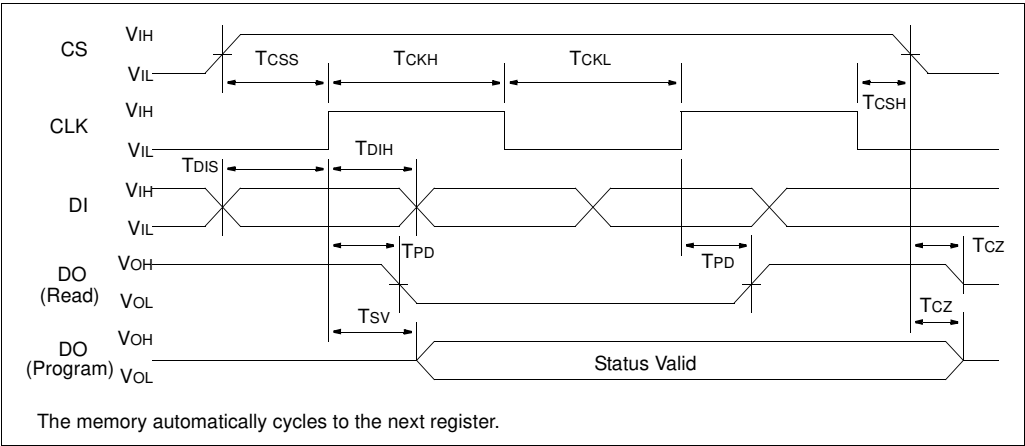 CS VIH
VIL
TCSS TCKH TCKL TCSH
CLK VIH
VIL
TDIS TDIH
DI VIH
VIL
TPD TPD TCZ
DO
(Read) VOH
VOL
TSV TCZ
DO
(Program) VOH
VOL
Status Valid
The memory automatically cycles to the next register.